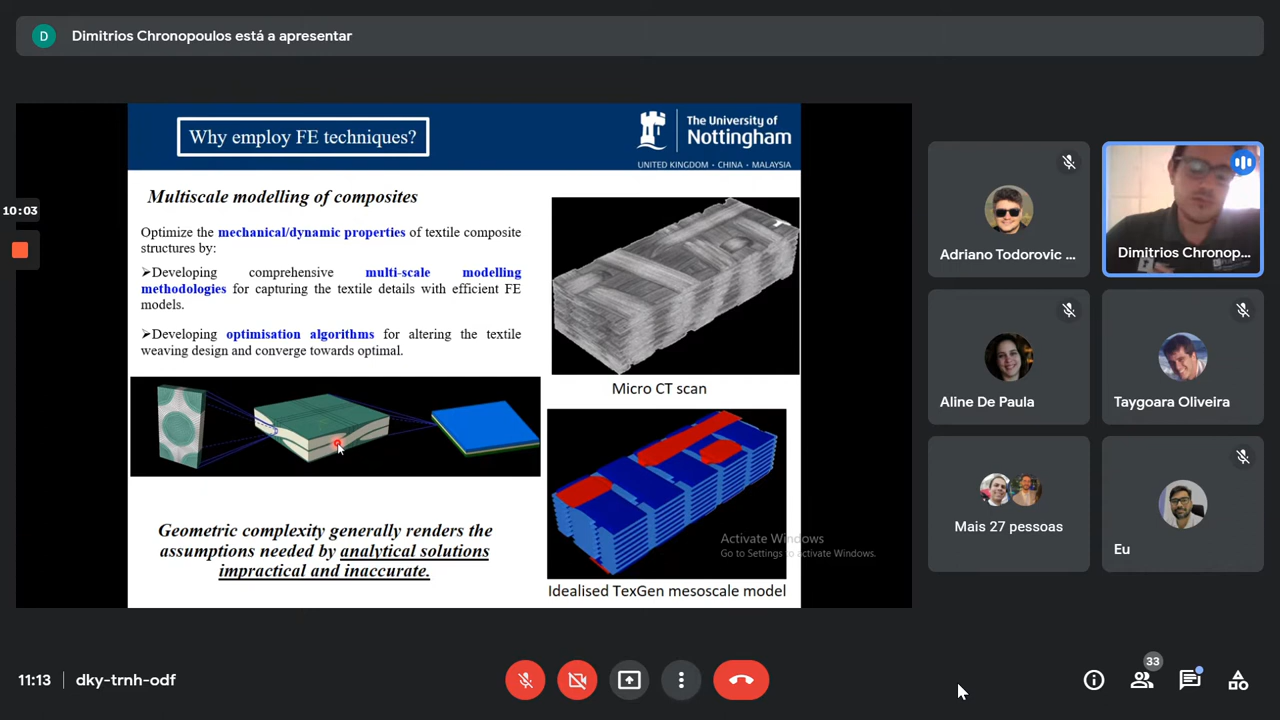 D Dimitrios Chronopoulos está a apresentar
Why employ FE techniques?
The University of
Nottingham
UNITED KINGDOM · CHINA · MALAYSIA
10:03
Multiscale modelling of composites
Optimize the mechanical/dynamic properties of textile composite
structures by:
➢Developing comprehensive multi-scale modelling
methodologies for capturing the textile details with efficient FE
models.
➢Developing optimisation algorithms for altering the textile
weaving design and converge towards optimal.
Micro CT scan
Geometric complexity generally renders the
assumptions needed by analytical solutions
impractical and inaccurate.
Idealised TexGen mesoscale model
Activate Windows
Go to Settings to activate Windows.
Adriano Todorovic ...
Dimitrios Chronop...
Aline De Paula
Taygoara Oliveira
Mais 27 pessoas
Eu
11:13 | dky-trnh-odf
33